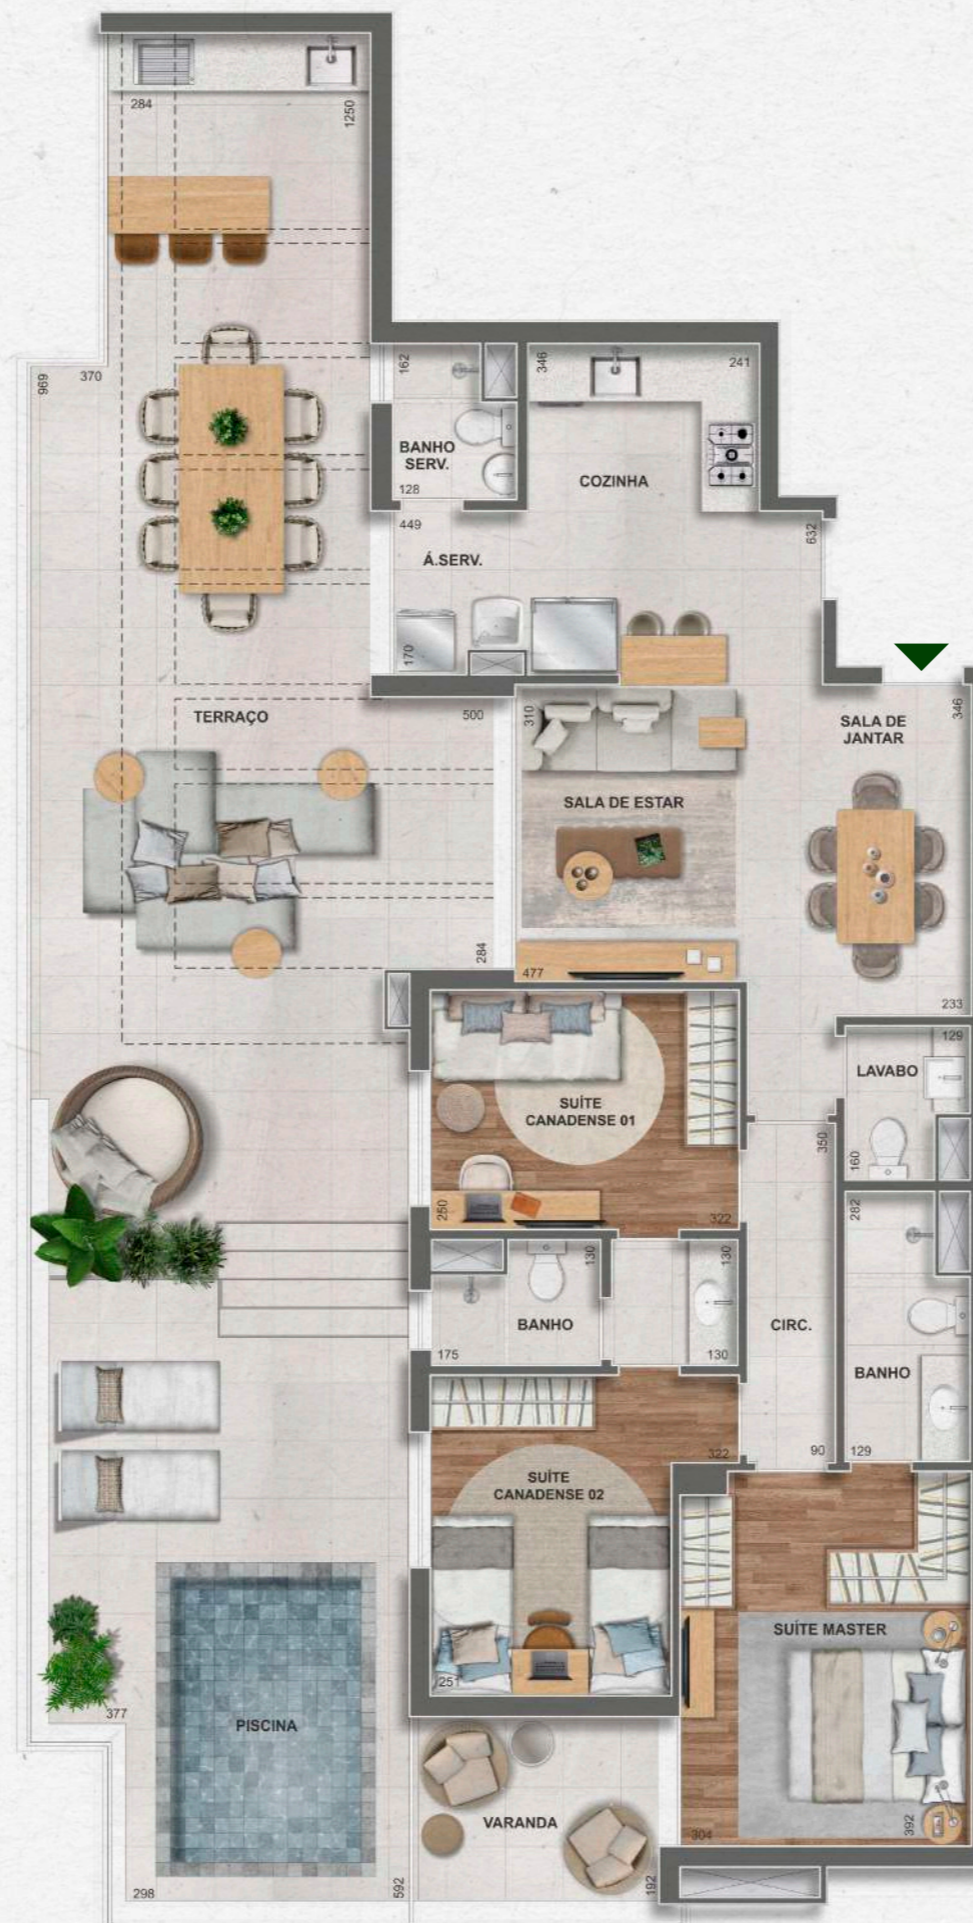 284
1250
969
370
162
346
241
BANHO
SERV.
128
COZINHA
449
632
Á.SERV.
170
TERRAÇO
500
310
SALA DE
JANTAR
346
SALA DE ESTAR
284
477
233
129
LAVABO
SUÍTE
CANADENSE 01
350
160
250
322
282
130
130
BANHO
CIRC.
175
130
BANHO
322
90
129
SUÍTE
CANADENSE 02
SUÍTE MASTER
251
377
PISCINA
VARANDA
392
304
298
592
192